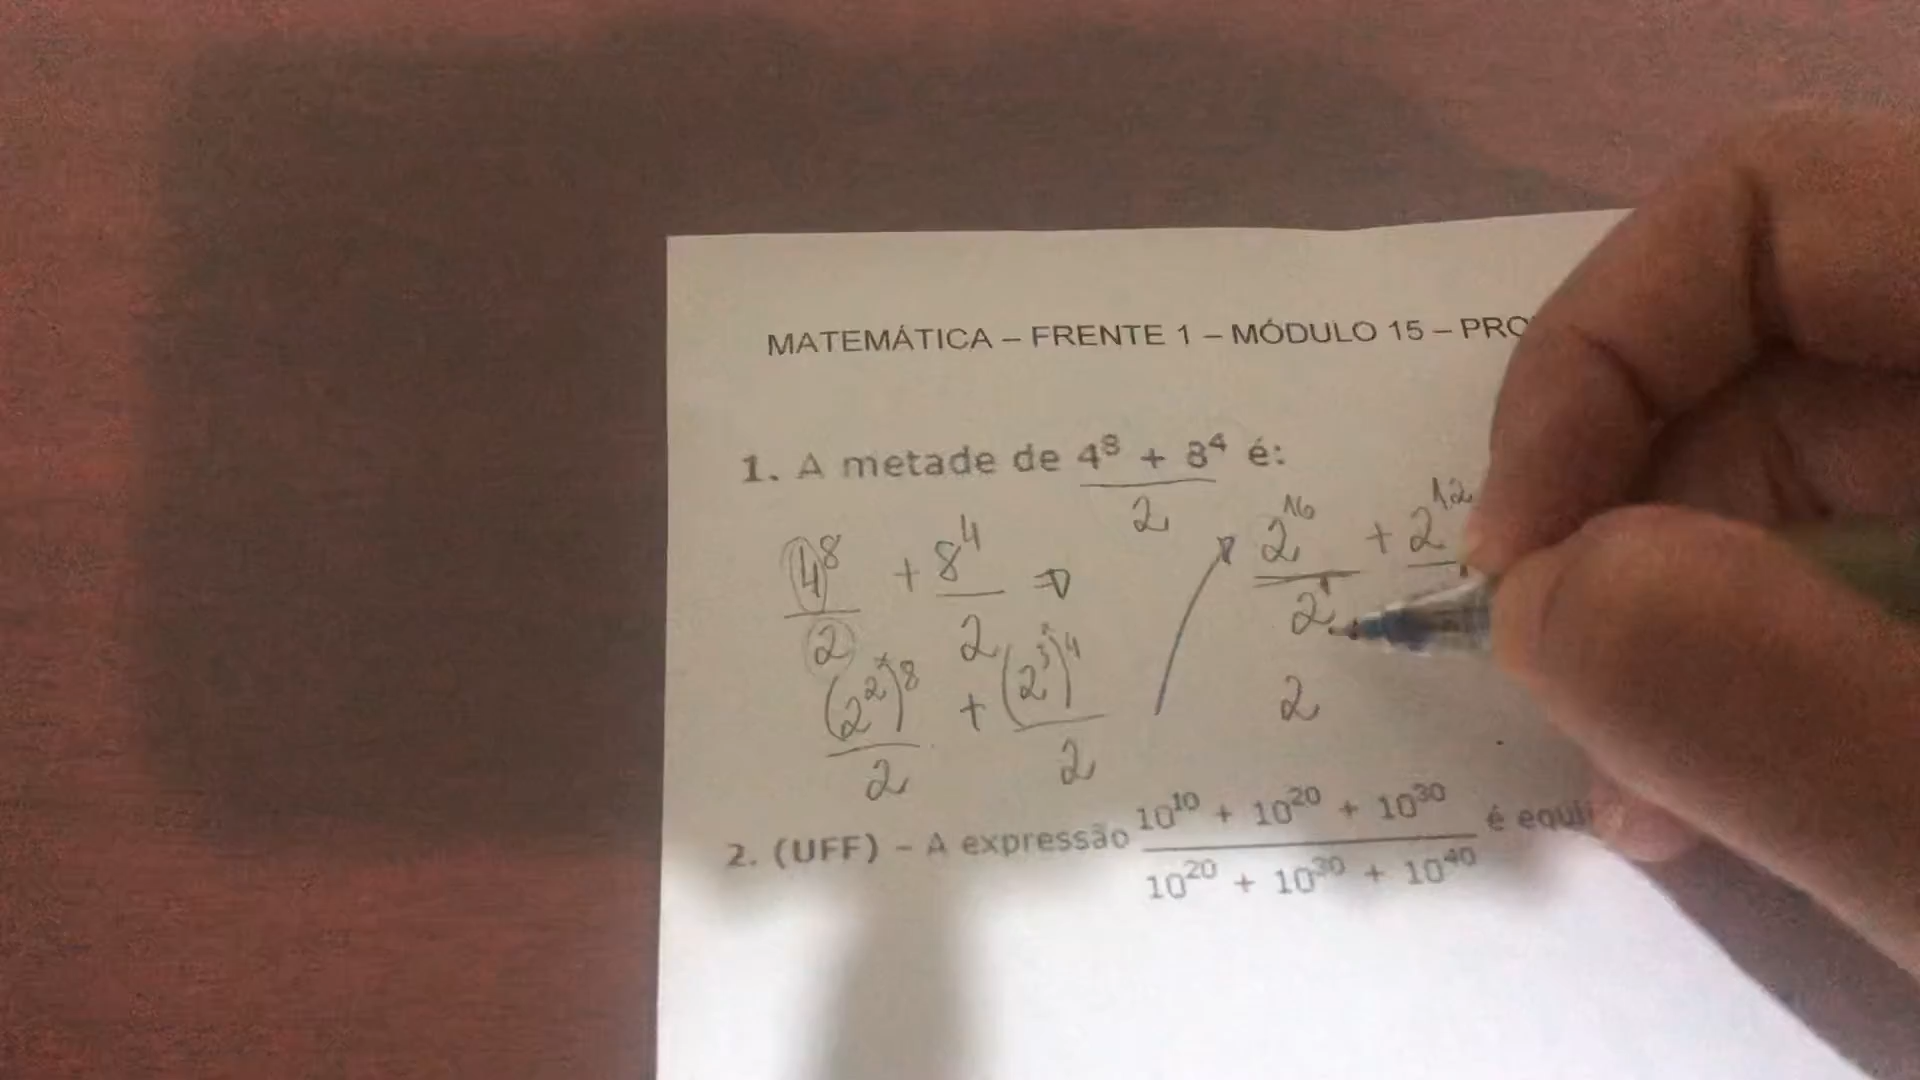 MATEMÁTICA – FRENTE 1 – MÓDULO 15 – PRO
1. A metade de 4⁸ + 8⁴ é:
2
4⁸/2 + 8⁴/2 ⇒
(2²)⁸/2 + (2³)⁴/2
2¹⁶/2¹ + 2¹²
2
2. (UFF) – A expressão (10¹⁰ + 10²⁰ + 10³⁰)/(10²⁰ + 10³⁰ + 10⁴⁰) é equi